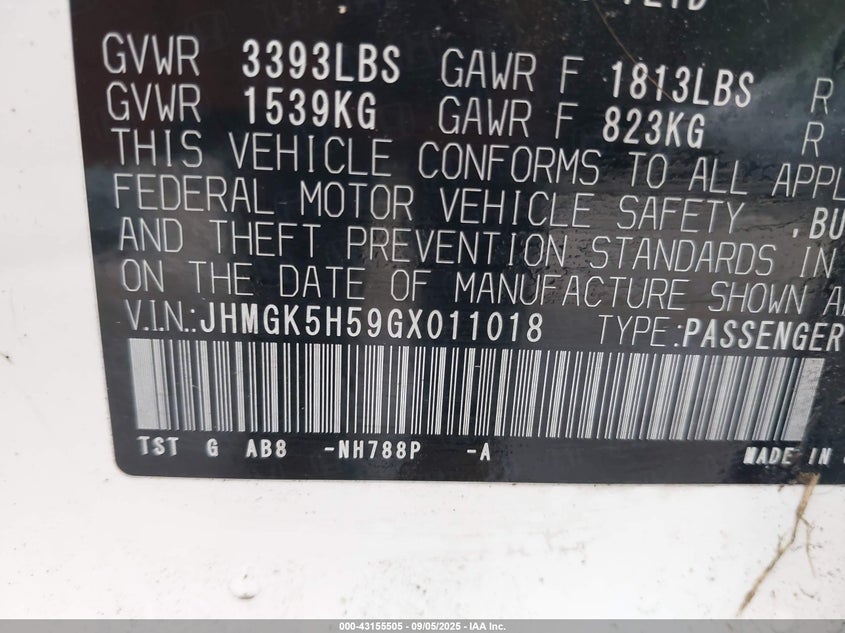 GVWR 3393LBS GAWR F 1813LBS R
GVWR 1539KG GAWR F 823KG R
THIS VEHICLE CONFORMS TO ALL APPL
FEDERAL MOTOR VEHICLE SAFETY ,BU
AND THEFT PREVENTION STANDARDS IN
ON THE DATE OF MANUFACTURE SHOWN A
V.I.N.:JHMGK5H59GX011018 TYPE:PASSENGER
TST G AB8 -NH788P -A MADE IN
000-43155505 - 09/05/2025 - IAA Inc.